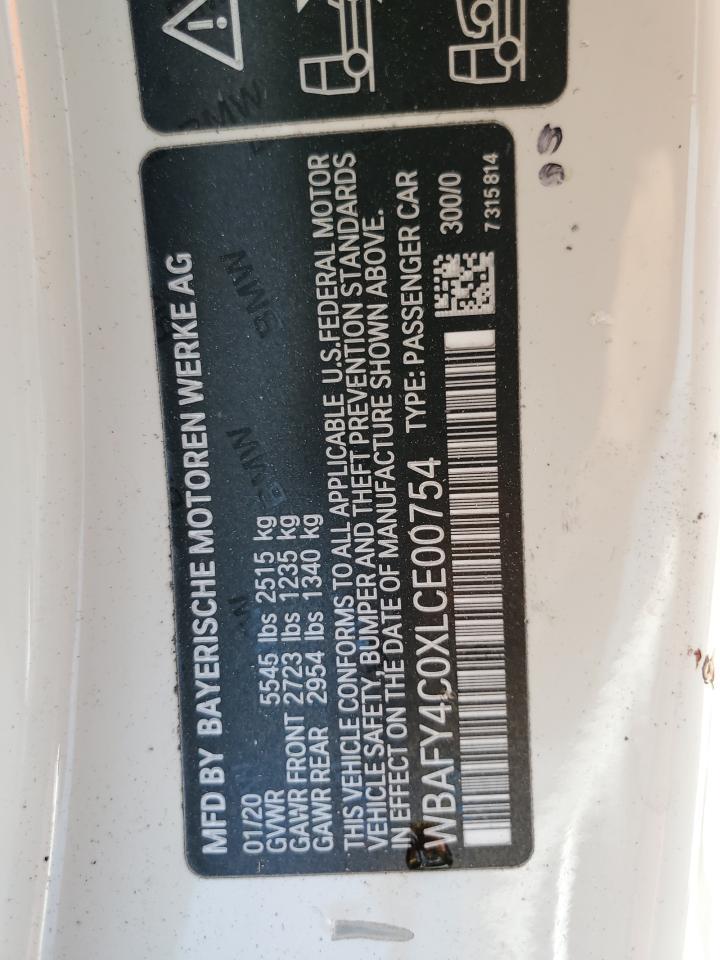 MFD BY BAYERISCHE MOTOREN WERKE AG
01/20
GVWR 5545 lbs 2515 kg
GAWR FRONT 2723 lbs 1235 kg
GAWR REAR 2954 lbs 1340 kg
THIS VEHICLE CONFORMS TO ALL APPLICABLE U.S.FEDERAL MOTOR
VEHICLE SAFETY, BUMPER AND THEFT PREVENTION STANDARDS
IN EFFECT ON THE DATE OF MANUFACTURE SHOWN ABOVE.
WBAFY4C0XLCE00754 TYPE: PASSENGER CAR
300/0
7 315 814
BMW
BMW
BMW